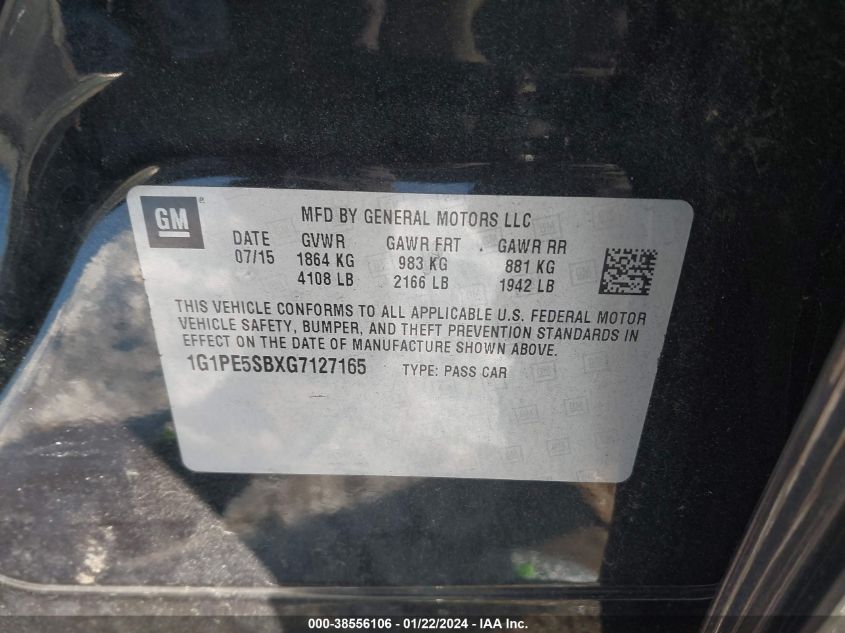 GM
MFD BY GENERAL MOTORS LLC
DATE GVWR GAWR FRT GAWR RR
07/15 1864 KG 983 KG 881 KG
4108 LB 2166 LB 1942 LB
THIS VEHICLE CONFORMS TO ALL APPLICABLE U.S. FEDERAL MOTOR
VEHICLE SAFETY, BUMPER, AND THEFT PREVENTION STANDARDS IN
EFFECT ON THE DATE OF MANUFACTURE SHOWN ABOVE.
1G1PE5SBXG7127165 TYPE: PASS CAR
000-38556106 - 01/22/2024 - IAA Inc.